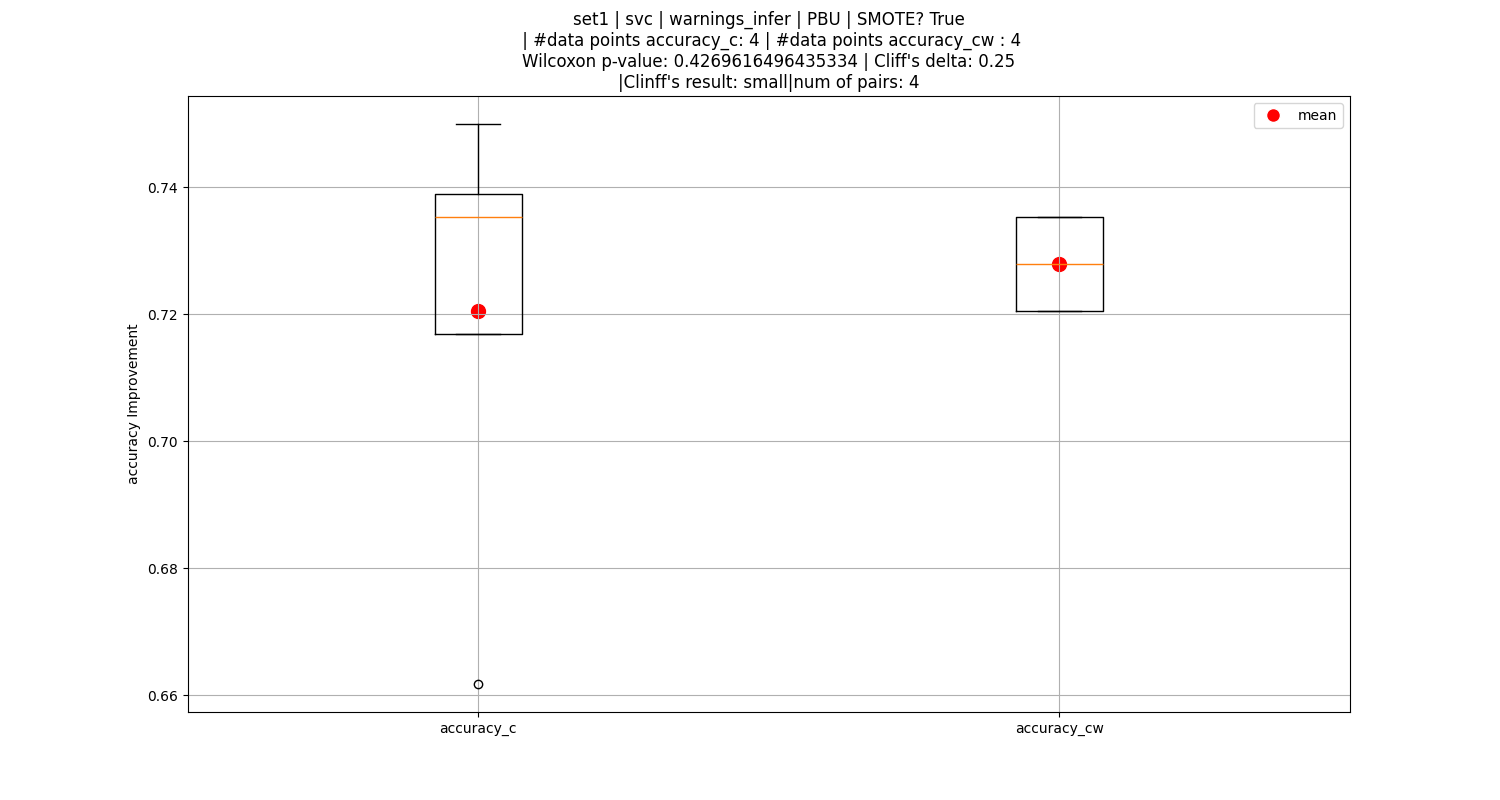 set1 | svc | warnings_infer | PBU | SMOTE? True
| #data points accuracy_c: 4 | #data points accuracy_cw : 4
Wilcoxon p-value: 0.4269616496435334 | Cliff's delta: 0.25
|Clinff's result: small|num of pairs: 4
mean
0.74
0.72
0.70
0.68
0.66
accuracy Improvement
accuracy_c
accuracy_cw